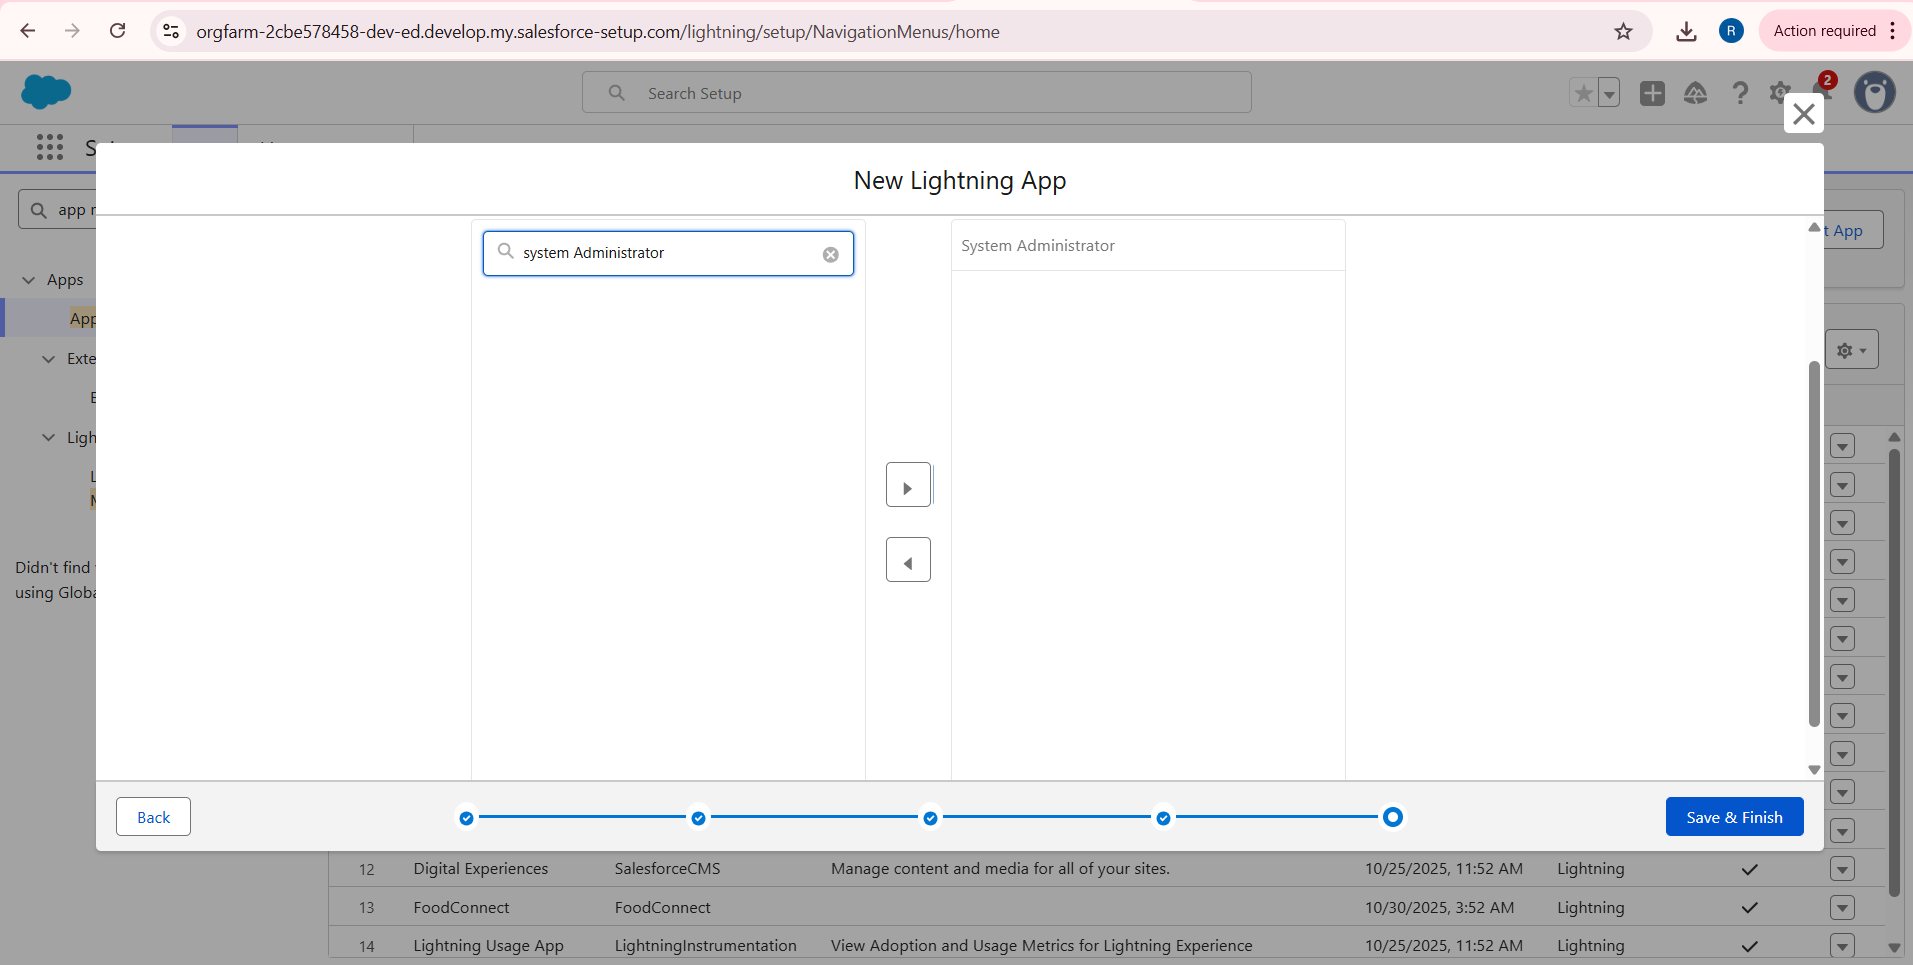 orgfarm-2cbe578458-dev-ed.develop.my.salesforce-setup.com/lightning/setup/NavigationMenus/home
R
Action required
Search Setup
2
New Lightning App
app
t App
system Administrator
System Administrator
Apps
App
Exte
E
Ligh
L
M
Didn't find
using Globa
Back
Save & Finish
12 Digital Experiences SalesforceCMS Manage content and media for all of your sites. 10/25/2025, 11:52 AM Lightning
13 FoodConnect FoodConnect 10/30/2025, 3:52 AM Lightning
14 Lightning Usage App LightningInstrumentation View Adoption and Usage Metrics for Lightning Experience 10/25/2025, 11:52 AM Lightning